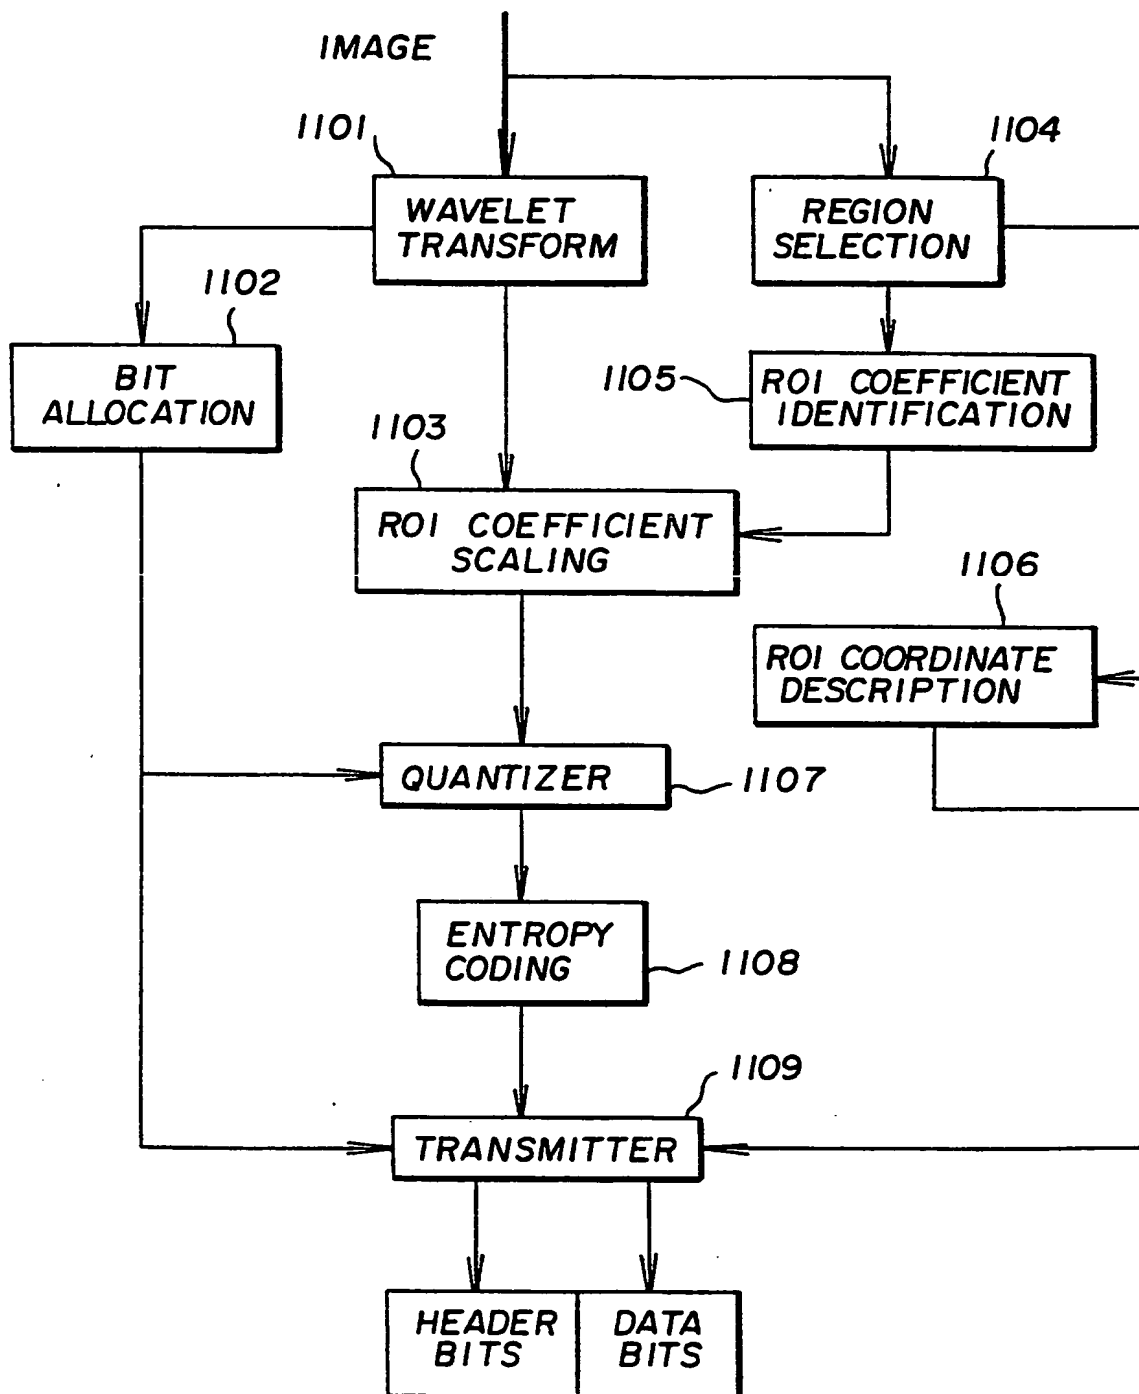 IMAGE
1101
1104
WAVELET
TRANSFORM
REGION
SELECTION
1102
BIT
ALLOCATION
1105
ROI COEFFICIENT
IDENTIFICATION
1103
ROI COEFFICIENT
SCALING
1106
ROI COORDINATE
DESCRIPTION
QUANTIZER
1107
ENTROPY
CODING
1108
1109
TRANSMITTER
HEADER
BITS
DATA
BITS